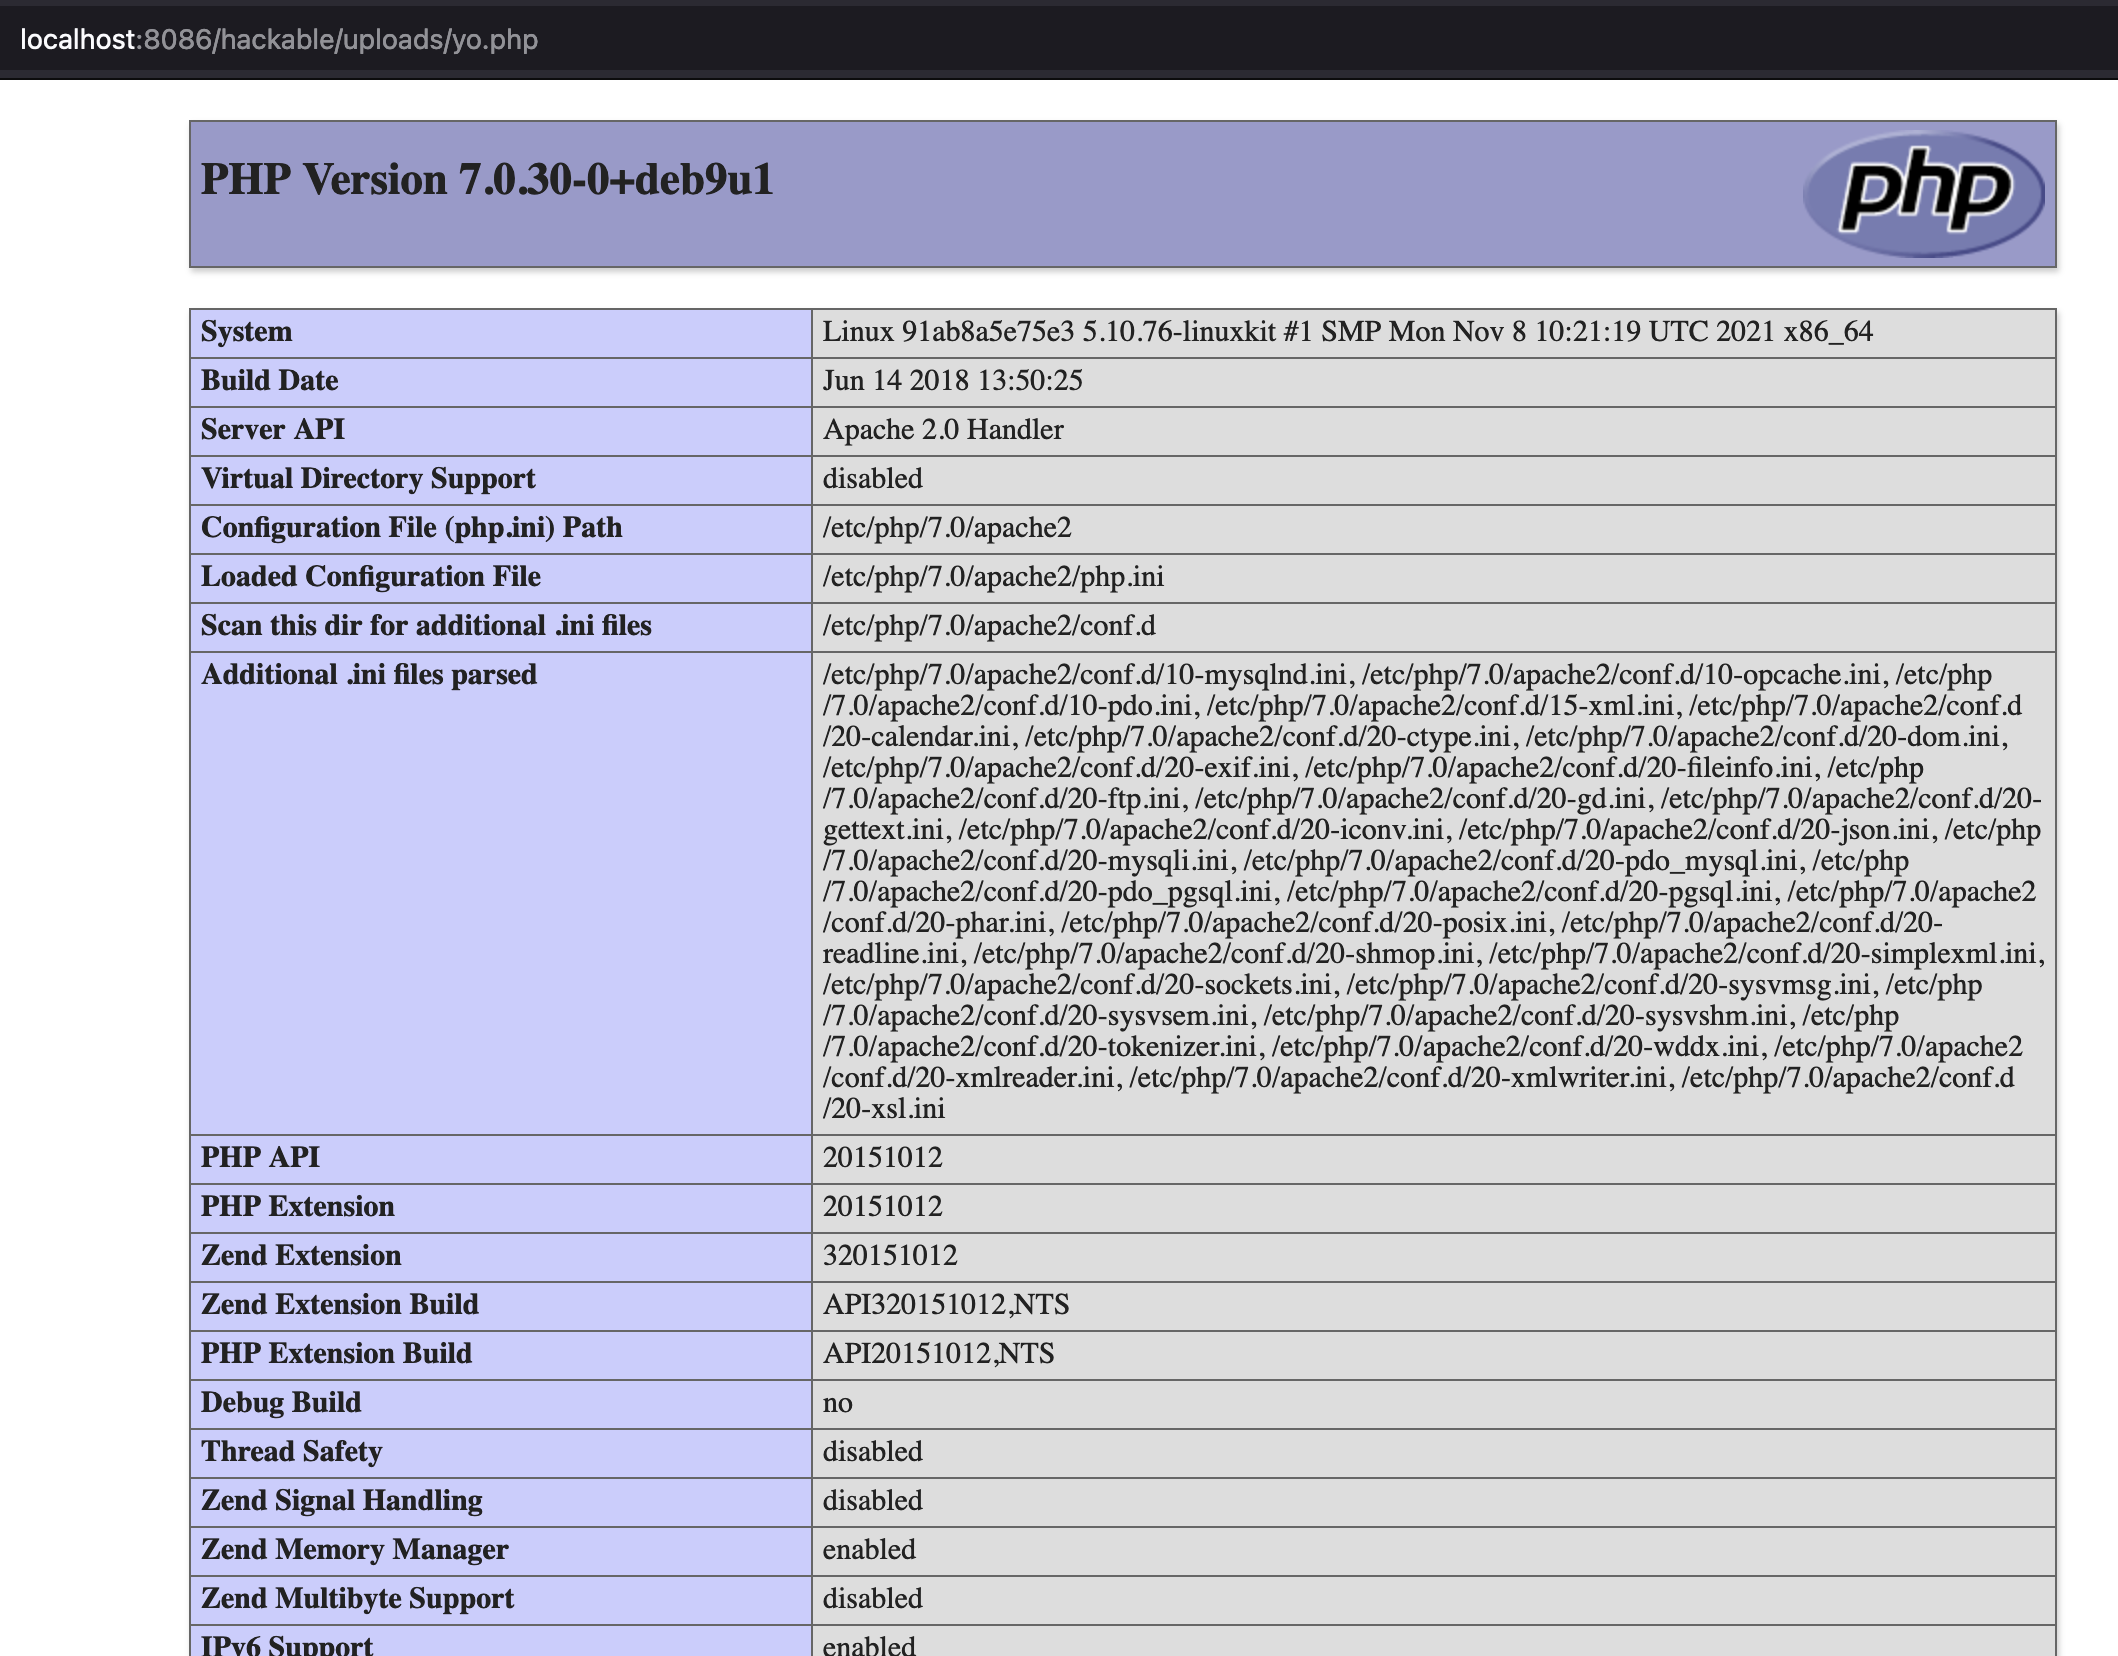 localhost:8086/hackable/uploads/yo.php
PHP Version 7.0.30-0+deb9u1
php
System Linux 91ab8a5e75e3 5.10.76-linuxkit #1 SMP Mon Nov 8 10:21:19 UTC 2021 x86_64
Build Date Jun 14 2018 13:50:25
Server API Apache 2.0 Handler
Virtual Directory Support disabled
Configuration File (php.ini) Path /etc/php/7.0/apache2
Loaded Configuration File /etc/php/7.0/apache2/php.ini
Scan this dir for additional .ini files /etc/php/7.0/apache2/conf.d
Additional .ini files parsed /etc/php/7.0/apache2/conf.d/10-mysqlnd.ini, /etc/php/7.0/apache2/conf.d/10-opcache.ini, /etc/php
/7.0/apache2/conf.d/10-pdo.ini, /etc/php/7.0/apache2/conf.d/15-xml.ini, /etc/php/7.0/apache2/conf.d
/20-calendar.ini, /etc/php/7.0/apache2/conf.d/20-ctype.ini, /etc/php/7.0/apache2/conf.d/20-dom.ini,
/etc/php/7.0/apache2/conf.d/20-exif.ini, /etc/php/7.0/apache2/conf.d/20-fileinfo.ini, /etc/php
/7.0/apache2/conf.d/20-ftp.ini, /etc/php/7.0/apache2/conf.d/20-gd.ini, /etc/php/7.0/apache2/conf.d/20-
gettext.ini, /etc/php/7.0/apache2/conf.d/20-iconv.ini, /etc/php/7.0/apache2/conf.d/20-json.ini, /etc/php
/7.0/apache2/conf.d/20-mysqli.ini, /etc/php/7.0/apache2/conf.d/20-pdo_mysql.ini, /etc/php
/7.0/apache2/conf.d/20-pdo_pgsql.ini, /etc/php/7.0/apache2/conf.d/20-pgsql.ini, /etc/php/7.0/apache2
/conf.d/20-phar.ini, /etc/php/7.0/apache2/conf.d/20-posix.ini, /etc/php/7.0/apache2/conf.d/20-
readline.ini, /etc/php/7.0/apache2/conf.d/20-shmop.ini, /etc/php/7.0/apache2/conf.d/20-simplexml.ini,
/etc/php/7.0/apache2/conf.d/20-sockets.ini, /etc/php/7.0/apache2/conf.d/20-sysvmsg.ini, /etc/php
/7.0/apache2/conf.d/20-sysvsem.ini, /etc/php/7.0/apache2/conf.d/20-sysvshm.ini, /etc/php
/7.0/apache2/conf.d/20-tokenizer.ini, /etc/php/7.0/apache2/conf.d/20-wddx.ini, /etc/php/7.0/apache2
/conf.d/20-xmlreader.ini, /etc/php/7.0/apache2/conf.d/20-xmlwriter.ini, /etc/php/7.0/apache2/conf.d
/20-xsl.ini
PHP API 20151012
PHP Extension 20151012
Zend Extension 320151012
Zend Extension Build API320151012,NTS
PHP Extension Build API20151012,NTS
Debug Build no
Thread Safety disabled
Zend Signal Handling disabled
Zend Memory Manager enabled
Zend Multibyte Support disabled
IPv6 Support enabled